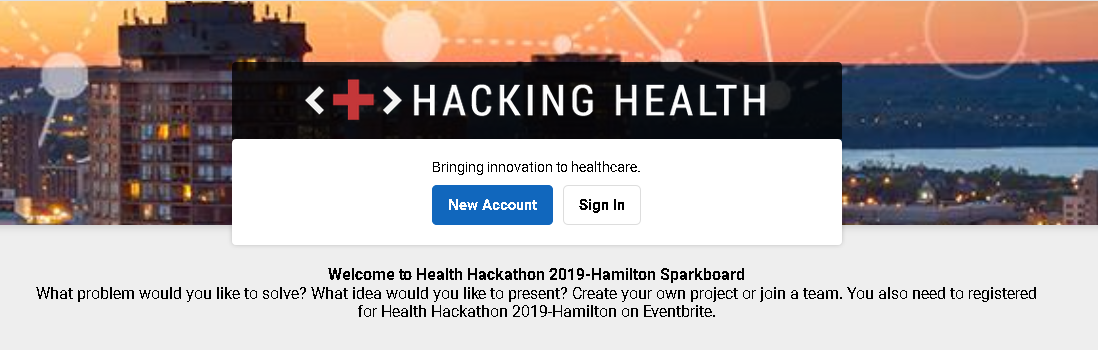 < + > HACKING HEALTH
Bringing innovation to healthcare.
New Account Sign In
Welcome to Health Hackathon 2019-Hamilton Sparkboard
What problem would you like to solve? What idea would you like to present? Create your own project or join a team. You also need to registered
for Health Hackathon 2019-Hamilton on Eventbrite.